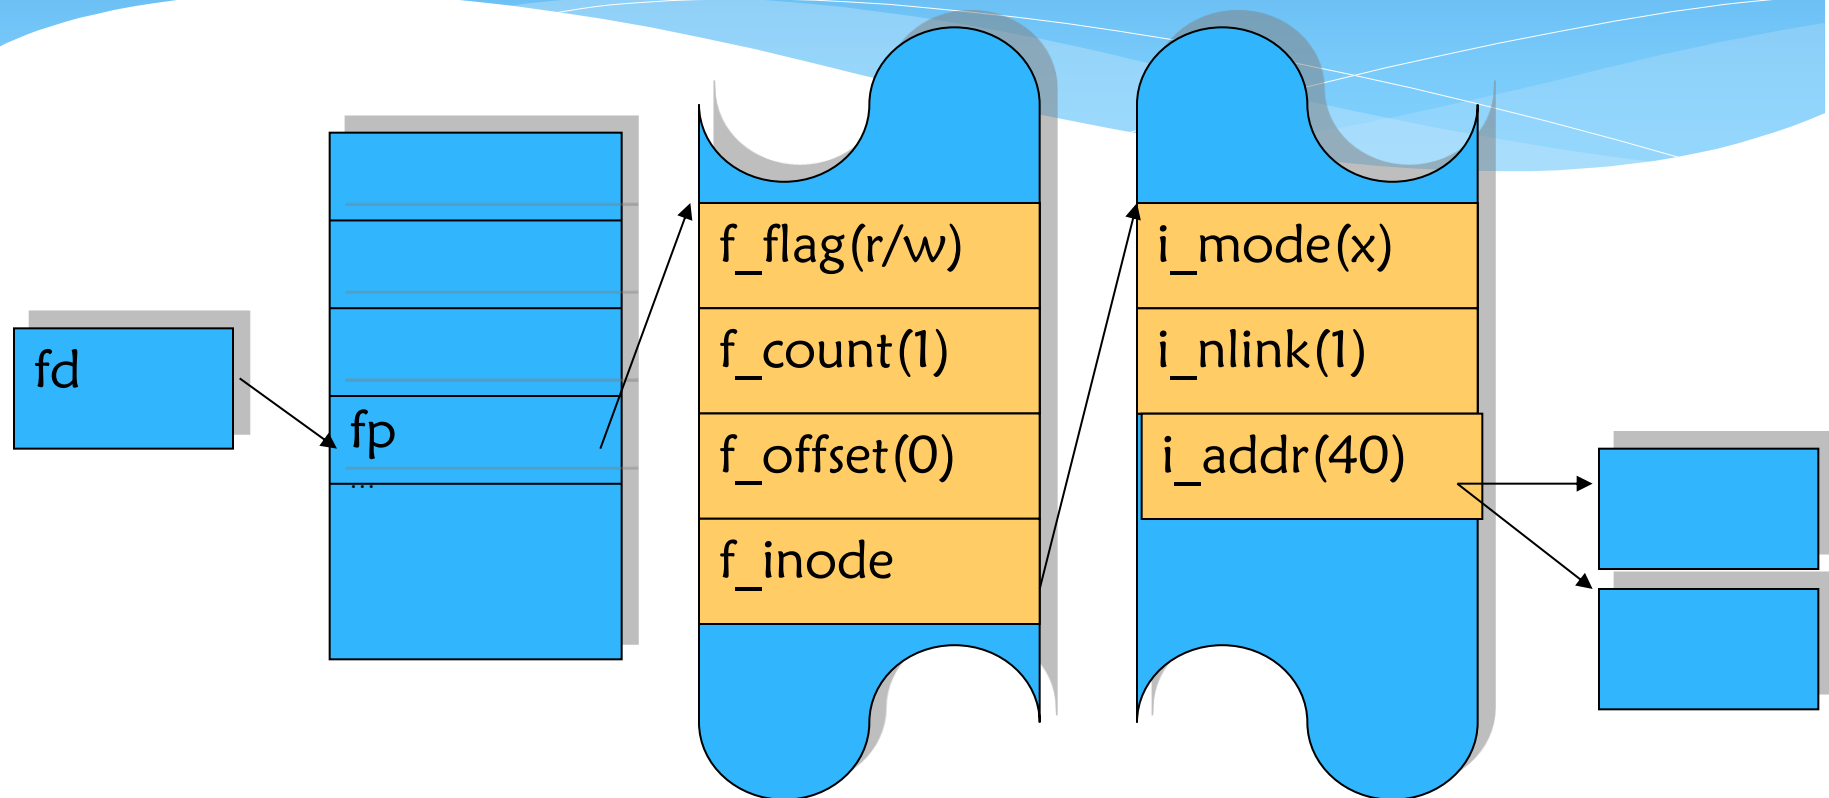 fd
fp
...
f_flag(r/w)
f_count(1)
f_offset(0)
f_inode
i_mode(x)
i_nlink(1)
i_addr(40)